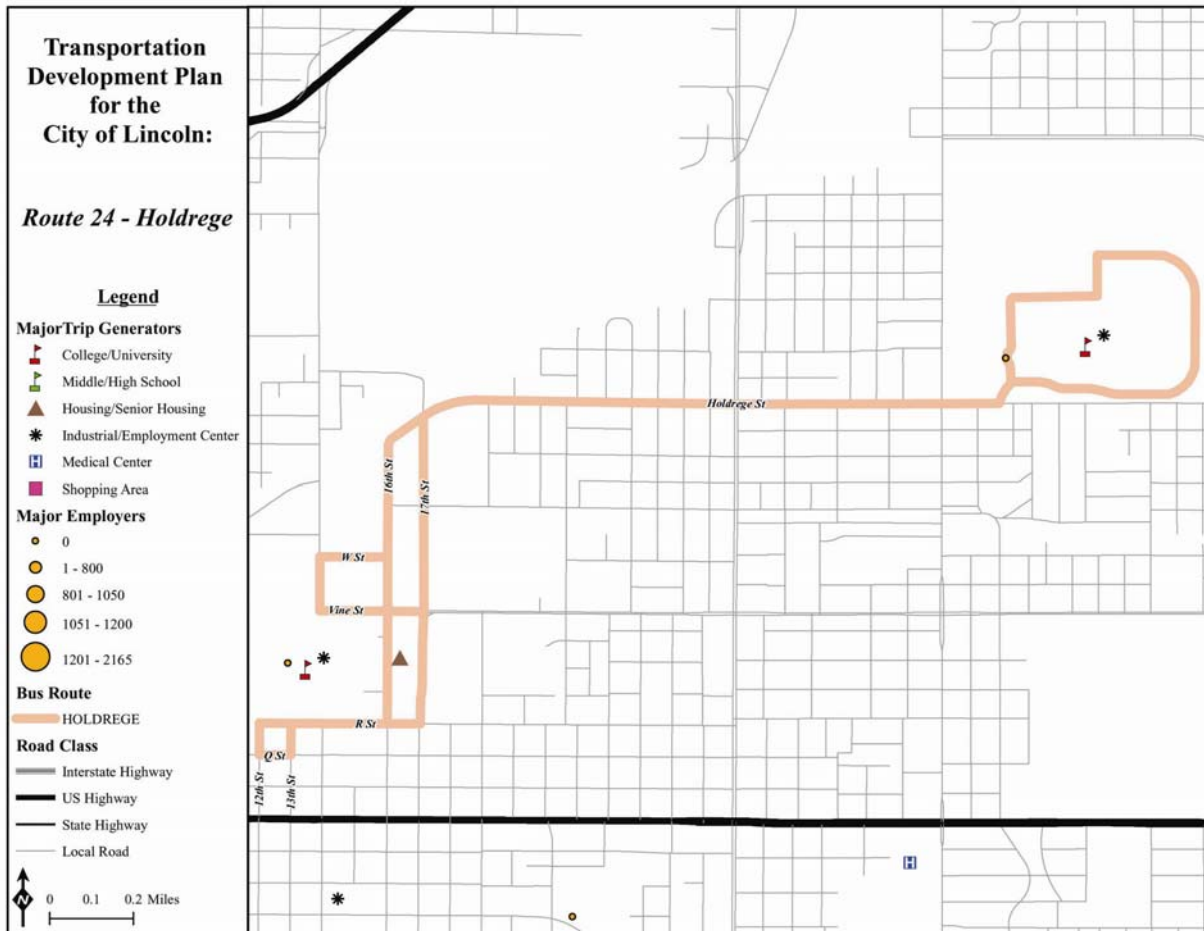 Transportation
Development Plan
for the
City of Lincoln:
Route 24 - Holdrege
Legend
MajorTrip Generators
College/University
Middle/High School
Housing/Senior Housing
Industrial/Employment Center
H Medical Center
Shopping Area
Major Employers
0
1 - 800
801 - 1050
1051 - 1200
1201 - 2165
Bus Route
HOLDREGE
Road Class
Interstate Highway
US Highway
State Highway
Local Road
N
0 0.1 0.2 Miles
Holdrege St
16th St
17th St
W St
Vine St
R St
Q St
12th St
13th St
H